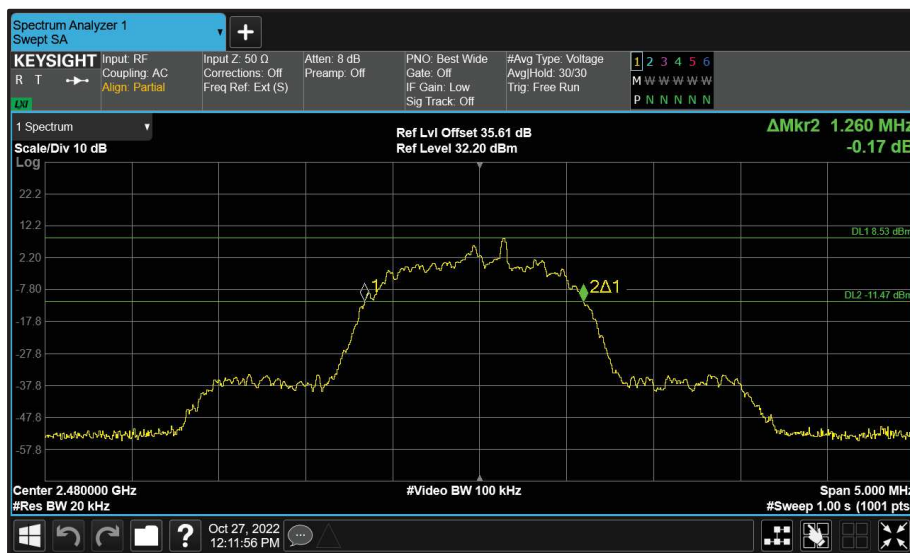 Spectrum Analyzer 1
Swept SA
KEYSIGHT
R T
LXI
Input: RF
Coupling: AC
Align: Partial
Input Z: 50 Ω
Corrections: Off
Freq Ref: Ext (S)
Atten: 8 dB
Preamp: Off
PNO: Best Wide
Gate: Off
IF Gain: Low
Sig Track: Off
#Avg Type: Voltage
Avg|Hold: 30/30
Trig: Free Run
1 2 3 4 5 6
M W W W W W
P N N N N N
1 Spectrum
Scale/Div 10 dB
Log
Ref Lvl Offset 35.61 dB
Ref Level 32.20 dBm
ΔMkr2 1.260 MHz
-0.17 dB
22.2
12.2
DL1 8.53 dBm
2.20
-7.80
1
2Δ1
DL2 -11.47 dBm
-17.8
-27.8
-37.8
-47.8
-57.8
Center 2.480000 GHz
#Res BW 20 kHz
#Video BW 100 kHz
Span 5.000 MHz
#Sweep 1.00 s (1001 pts
?
Oct 27, 2022
12:11:56 PM